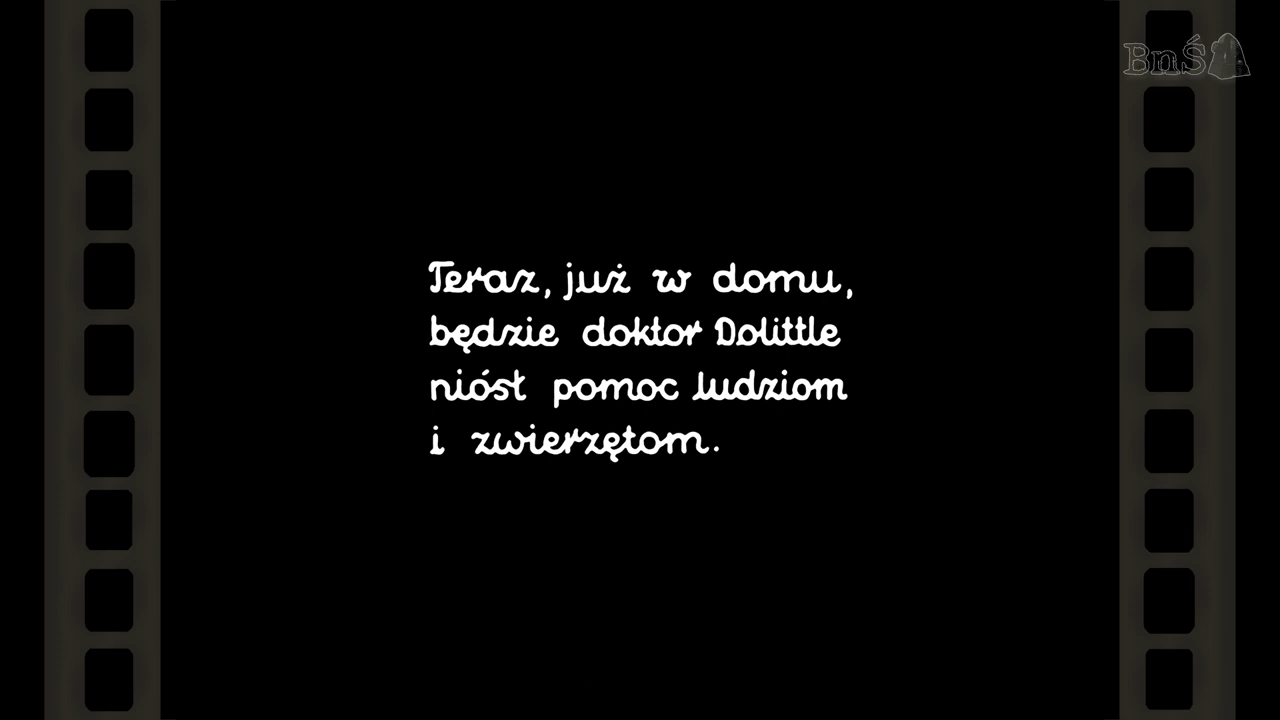 BnŚ
Teraz, już w domu,
będzie doktor Dolittle
niósł pomoc ludziom
i zwierzętom.